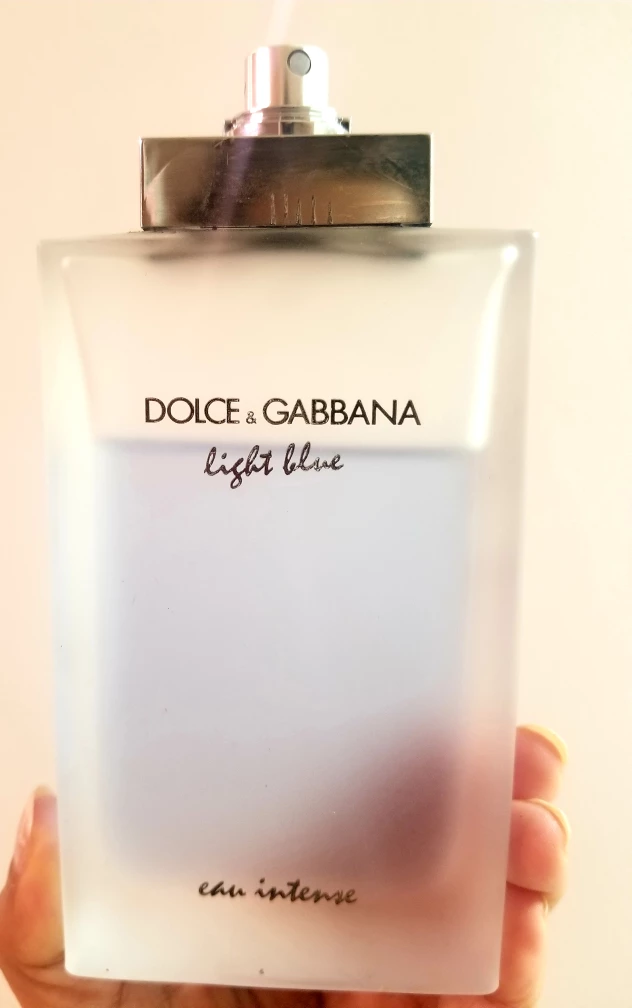 DOLCE & GABBANA
light blue
eau intense